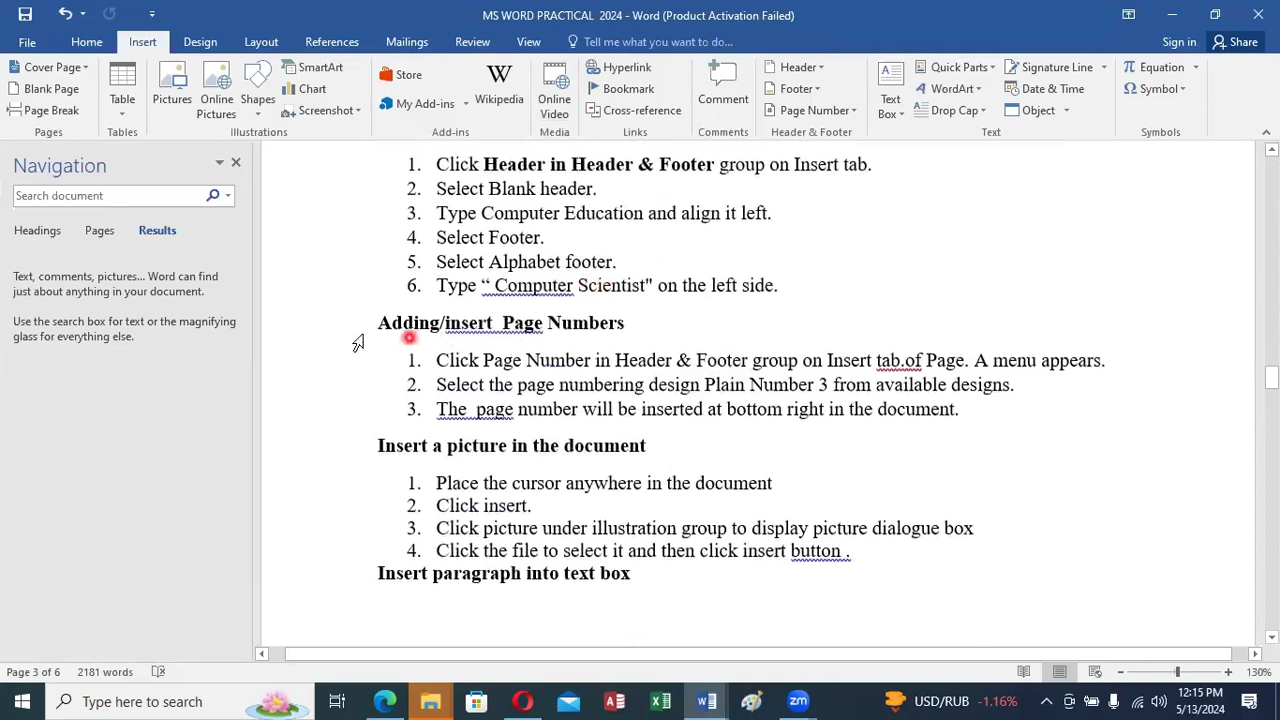 MS WORD PRACTICAL 2024 - Word (Product Activation Failed)
File Home Insert Design Layout References Mailings Review View Tell me what you want to do... Sign in Share
Cover Page
Blank Page
Page Break
Pages
Table
Tables
Pictures
Online Pictures
Shapes
SmartArt
Chart
Screenshot
Illustrations
Store
My Add-ins
Wikipedia
Add-ins
Online Video
Media
Hyperlink
Bookmark
Cross-reference
Links
Comment
Comments
Header
Footer
Page Number
Header & Footer
Text Box
Quick Parts
WordArt
Drop Cap
Signature Line
Date & Time
Object
Text
Equation
Symbol
Symbols
Navigation
Search document
Headings Pages Results
Text, comments, pictures... Word can find
just about anything in your document.
Use the search box for text or the magnifying
glass for everything else.
1. Click Header in Header & Footer group on Insert tab.
2. Select Blank header.
3. Type Computer Education and align it left.
4. Select Footer.
5. Select Alphabet footer.
6. Type “ Computer Scientist" on the left side.
Adding/insert Page Numbers
1. Click Page Number in Header & Footer group on Insert tab.of Page. A menu appears.
2. Select the page numbering design Plain Number 3 from available designs.
3. The page number will be inserted at bottom right in the document.
Insert a picture in the document
1. Place the cursor anywhere in the document
2. Click insert.
3. Click picture under illustration group to display picture dialogue box
4. Click the file to select it and then click insert button .
Insert paragraph into text box
Page 3 of 6 2181 words 130%
Type here to search USD/RUB -1.16% 12:15 PM
5/13/2024